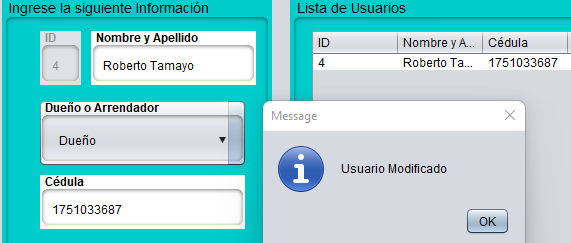 Ingrese la siguiente Información
ID
4
Nombre y Apellido
Roberto Tamayo
Dueño o Arrendador
Dueño
Cédula
1751033687
Lista de Usuarios
ID Nombre y A... Cédula
4 Roberto Ta... 1751033687
Message
Usuario Modificado
OK